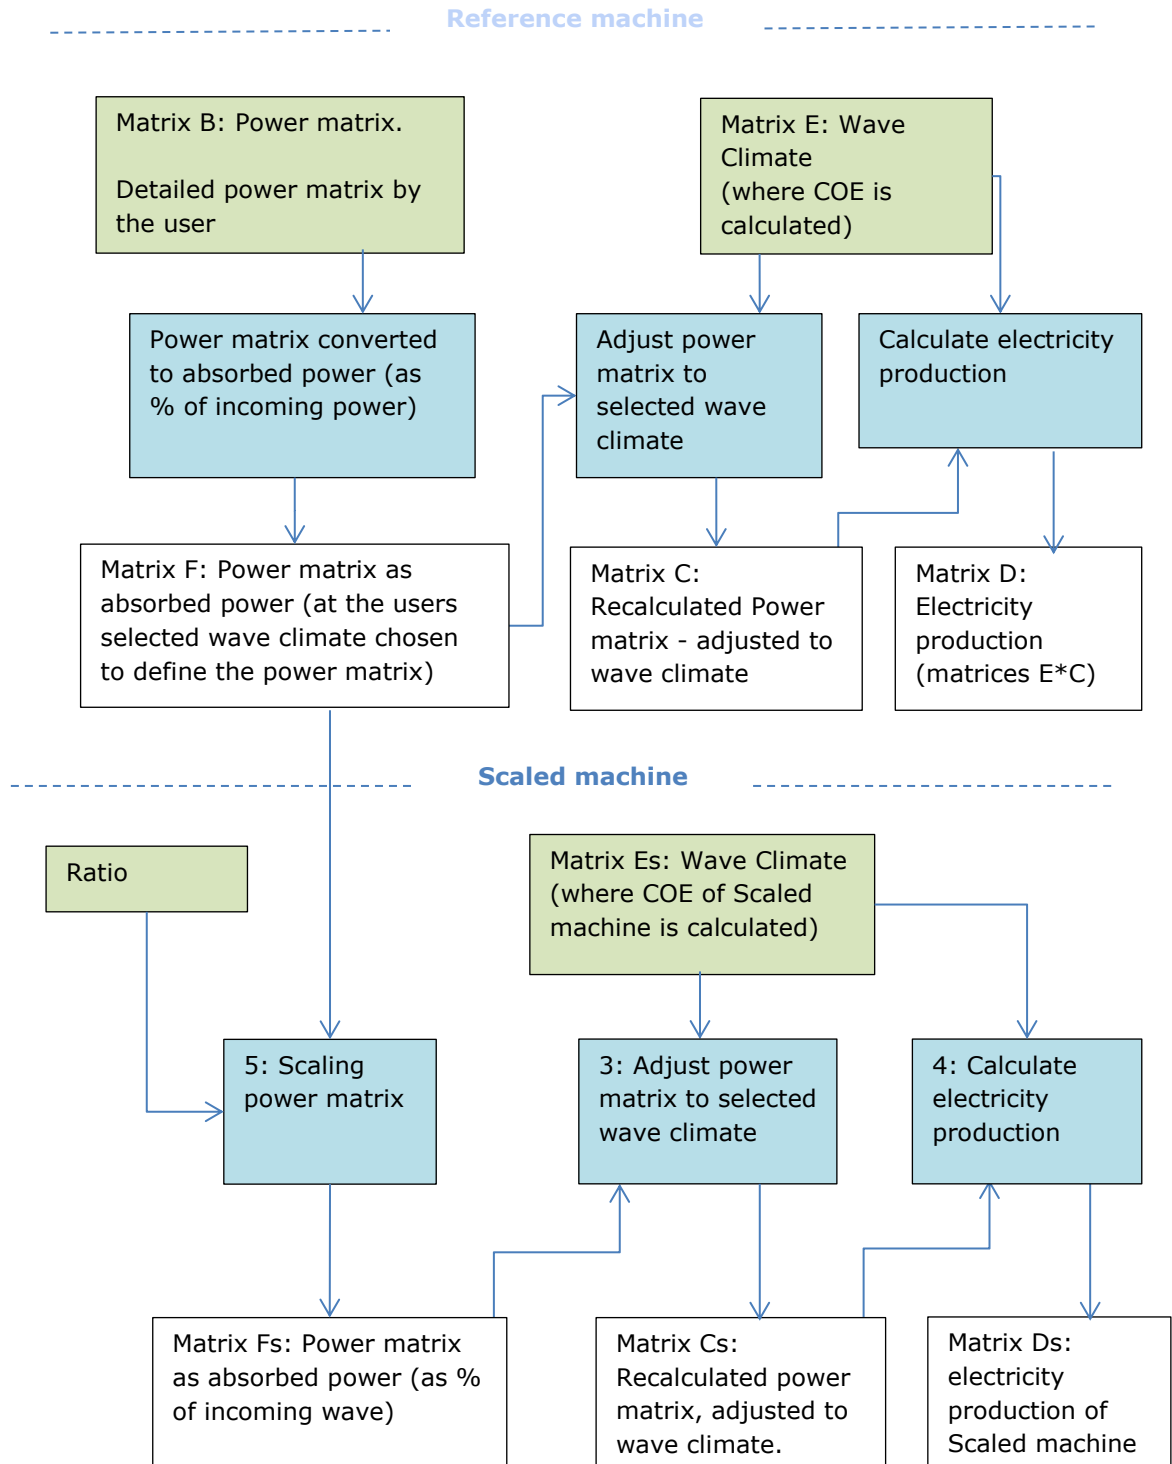 Reference machine
Matrix B: Power matrix.
Detailed power matrix by
the user
Matrix E: Wave
Climate
(where COE is
calculated)
Power matrix converted
to absorbed power (as
% of incoming power)
Adjust power
matrix to
selected wave
climate
Calculate electricity
production
Matrix F: Power matrix as
absorbed power (at the users
selected wave climate chosen
to define the power matrix)
Matrix C:
Recalculated Power
matrix - adjusted to
wave climate
Matrix D:
Electricity
production
(matrices E*C)
Scaled machine
Ratio
Matrix Es: Wave Climate
(where COE of Scaled
machine is calculated)
5: Scaling
power matrix
3: Adjust power
matrix to selected
wave climate
4: Calculate
electricity
production
Matrix Fs: Power matrix
as absorbed power (as %
of incoming wave)
Matrix Cs:
Recalculated power
matrix, adjusted to
wave climate.
Matrix Ds:
electricity
production of
Scaled machine